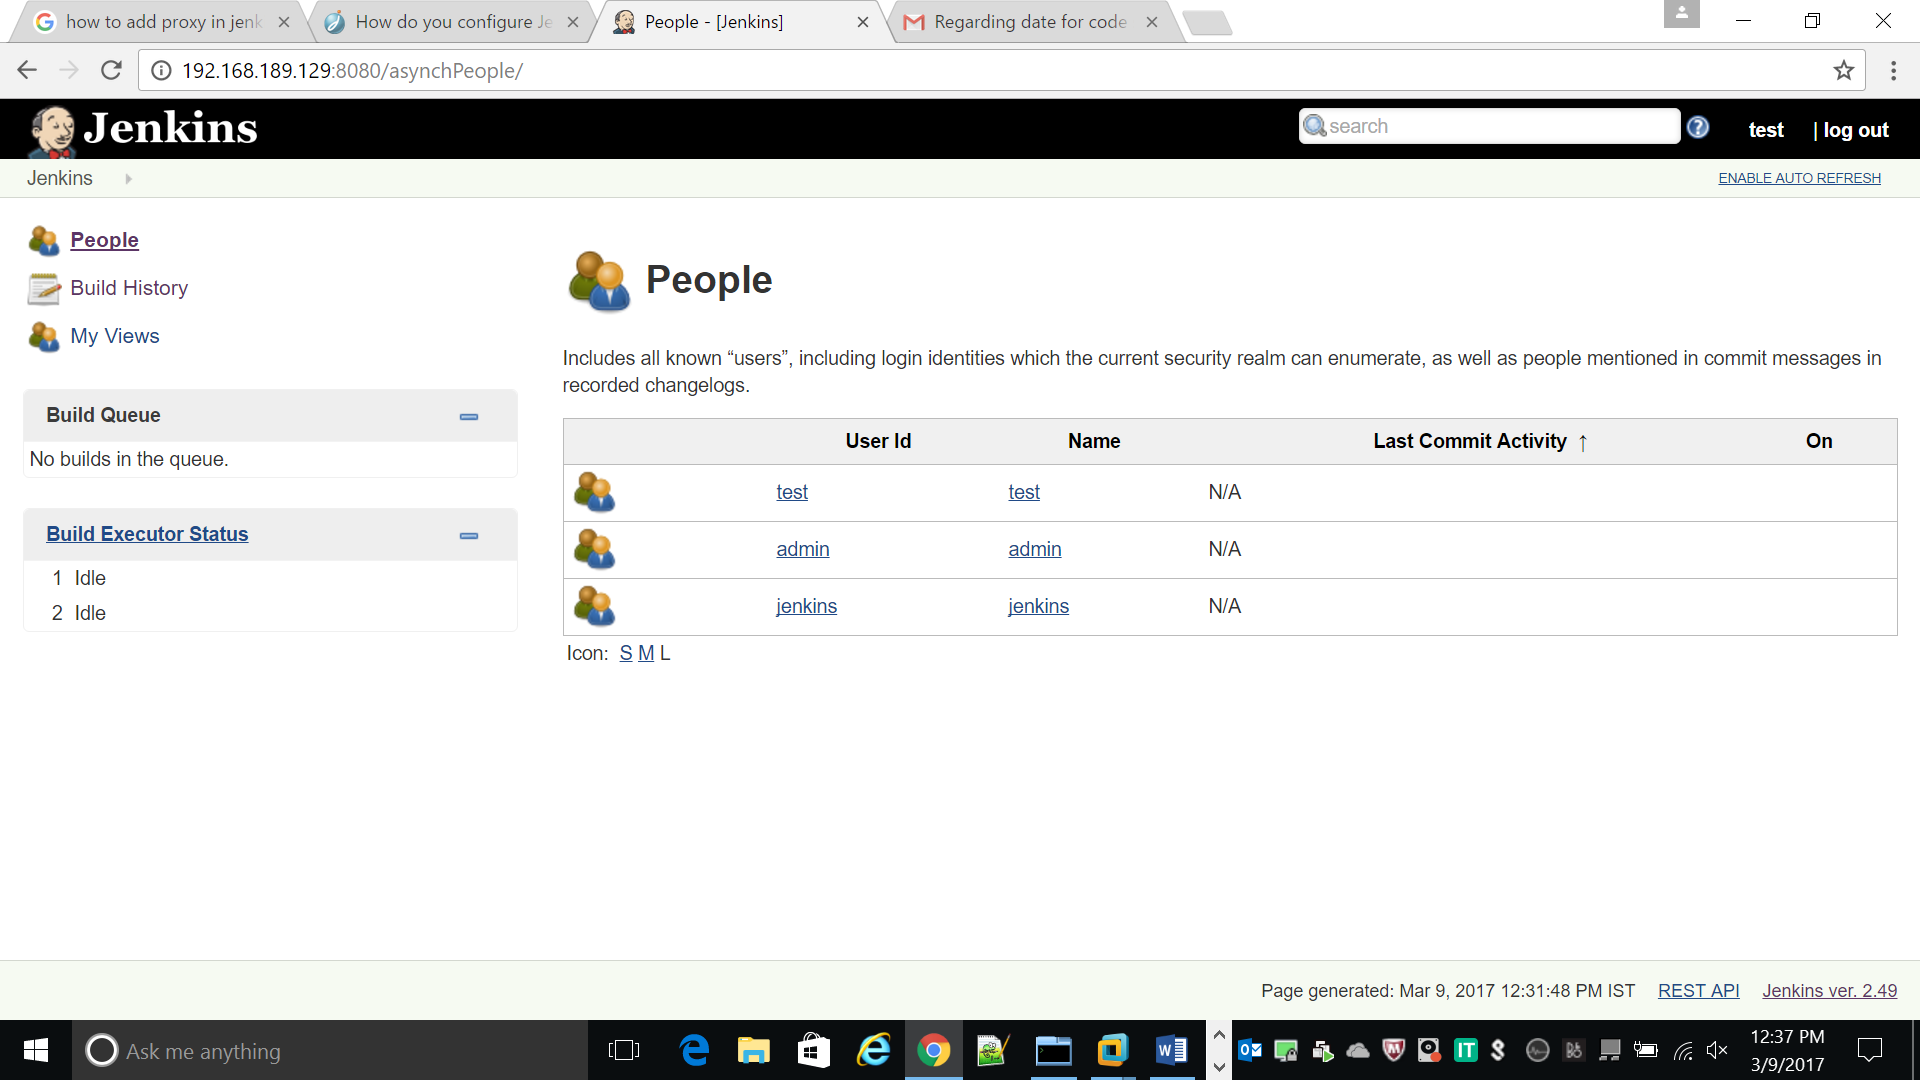 how to add proxy in jenk
How do you configure Je
People - [Jenkins]
Regarding date for code
192.168.189.129:8080/asynchPeople/
Jenkins
search
test
| log out
Jenkins
ENABLE AUTO REFRESH
People
Build History
My Views
Build Queue
No builds in the queue.
Build Executor Status
1 Idle
2 Idle
People
Includes all known “users”, including login identities which the current security realm can enumerate, as well as people mentioned in commit messages in
recorded changelogs.
User Id Name Last Commit Activity ↑ On
test test N/A
admin admin N/A
jenkins jenkins N/A
Icon: S M L
Page generated: Mar 9, 2017 12:31:48 PM IST REST API Jenkins ver. 2.49
Ask me anything
IT
12:37 PM
3/9/2017